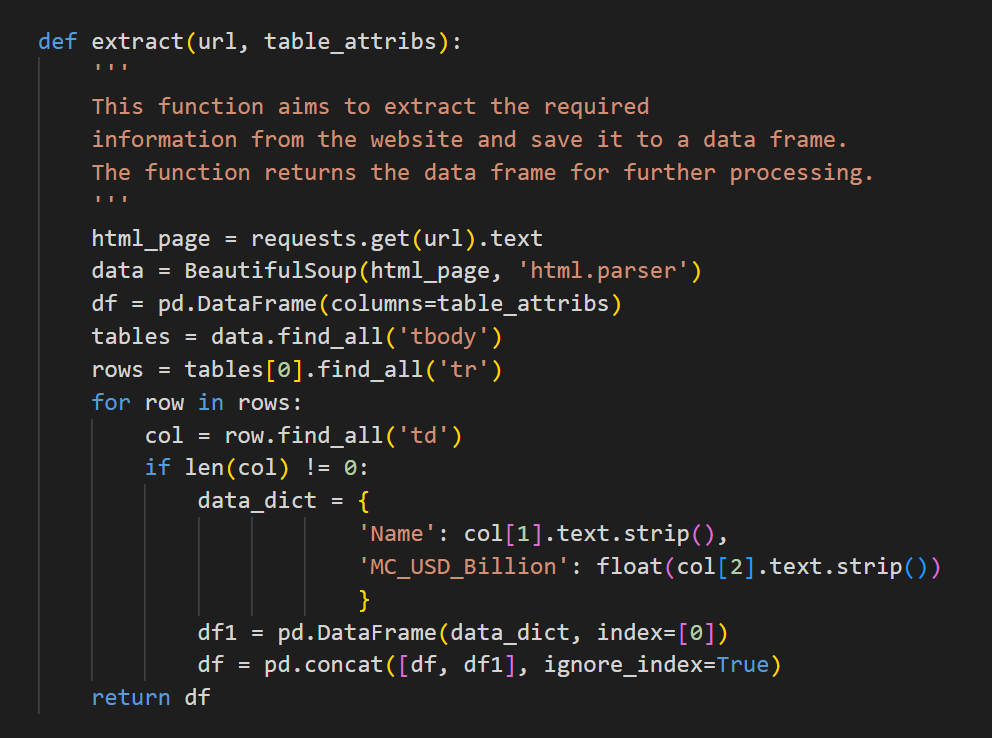 def extract(url, table_attribs):
    '''
    This function aims to extract the required
    information from the website and save it to a data frame.
    The function returns the data frame for further processing.
    '''
    html_page = requests.get(url).text
    data = BeautifulSoup(html_page, 'html.parser')
    df = pd.DataFrame(columns=table_attribs)
    tables = data.find_all('tbody')
    rows = tables[0].find_all('tr')
    for row in rows:
        col = row.find_all('td')
        if len(col) != 0:
            data_dict = {
                        'Name': col[1].text.strip(),
                        'MC_USD_Billion': float(col[2].text.strip())
                        }
            df1 = pd.DataFrame(data_dict, index=[0])
            df = pd.concat([df, df1], ignore_index=True)
    return df